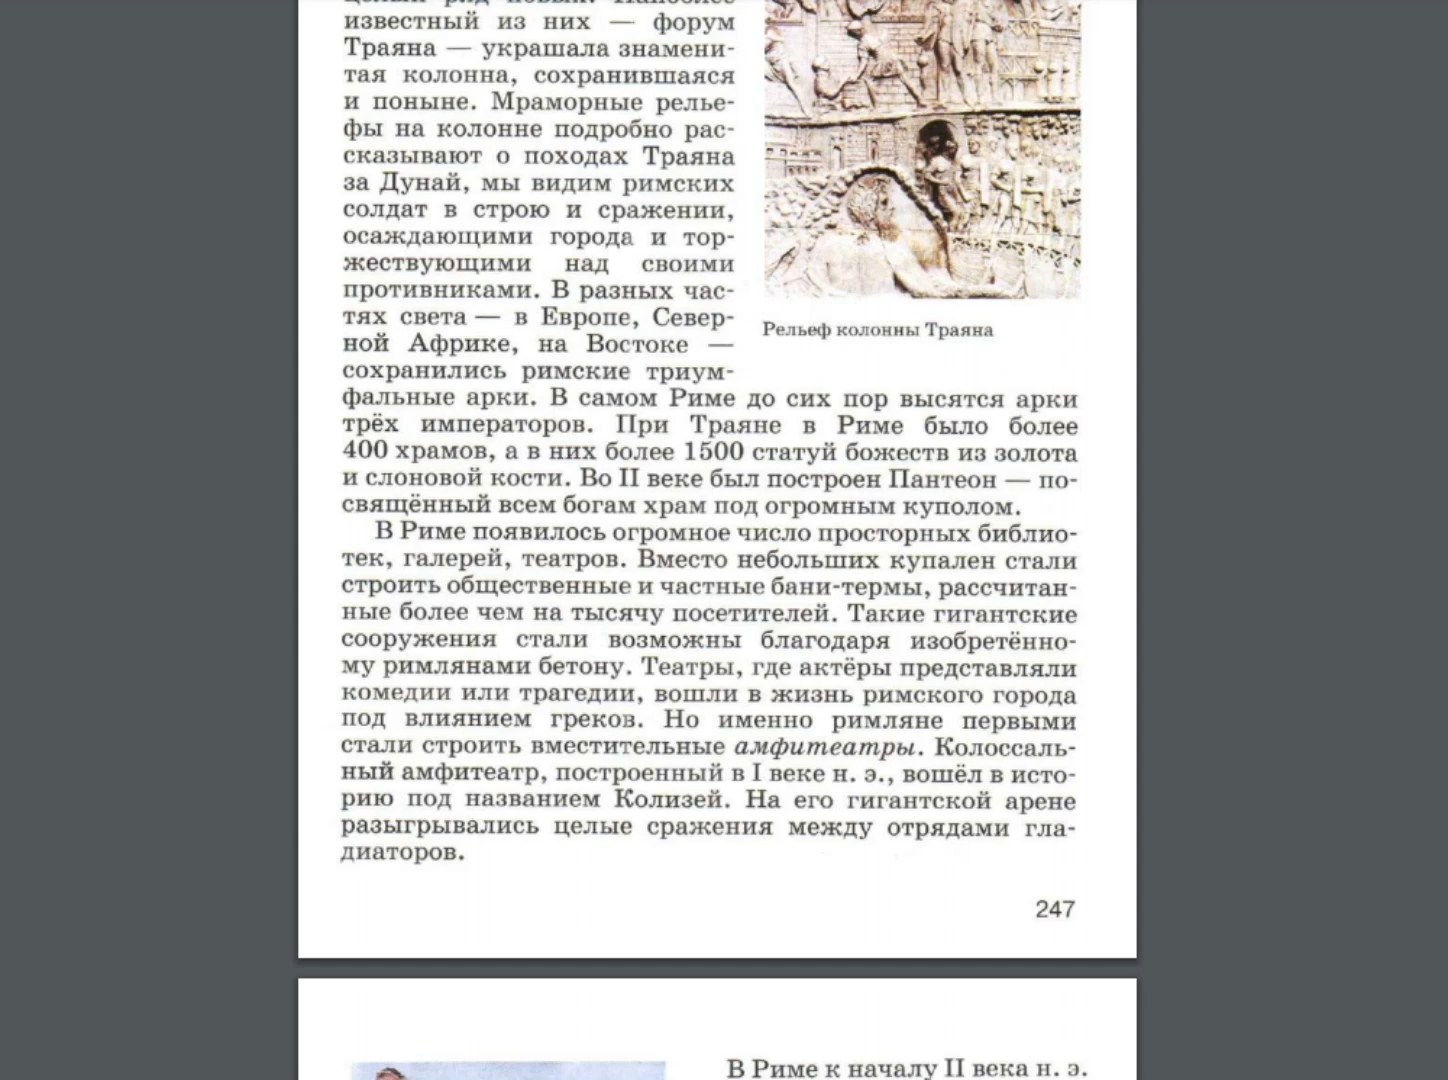 известный из них — форум
Траяна — украшала знамени-
тая колонна, сохранившаяся
и поныне. Мраморные релье-
фы на колонне подробно рас-
сказывают о походах Траяна
за Дунай, мы видим римских
солдат в строю и сражении,
осаждающими города и тор-
жествующими над своими
противниками. В разных час-
тях света — в Европе, Север-
ной Африке, на Востоке —
сохранились римские триум-
Рельеф колонны Траяна
фальные арки. В самом Риме до сих пор высятся арки
трёх императоров. При Траяне в Риме было более
400 храмов, а в них более 1500 статуй божеств из золота
и слоновой кости. Во II веке был построен Пантеон — по-
свящённый всем богам храм под огромным куполом.
В Риме появилось огромное число просторных библио-
тек, галерей, театров. Вместо небольших купален стали
строить общественные и частные бани-термы, рассчитан-
ные более чем на тысячу посетителей. Такие гигантские
сооружения стали возможны благодаря изобретённо-
му римлянами бетону. Театры, где актёры представляли
комедии или трагедии, вошли в жизнь римского города
под влиянием греков. Но именно римляне первыми
стали строить вместительные амфитеатры. Колоссаль-
ный амфитеатр, построенный в I веке н. э., вошёл в исто-
рию под названием Колизей. На его гигантской арене
разыгрывались целые сражения между отрядами гла-
диаторов.
247
В Риме к началу II века н. э.